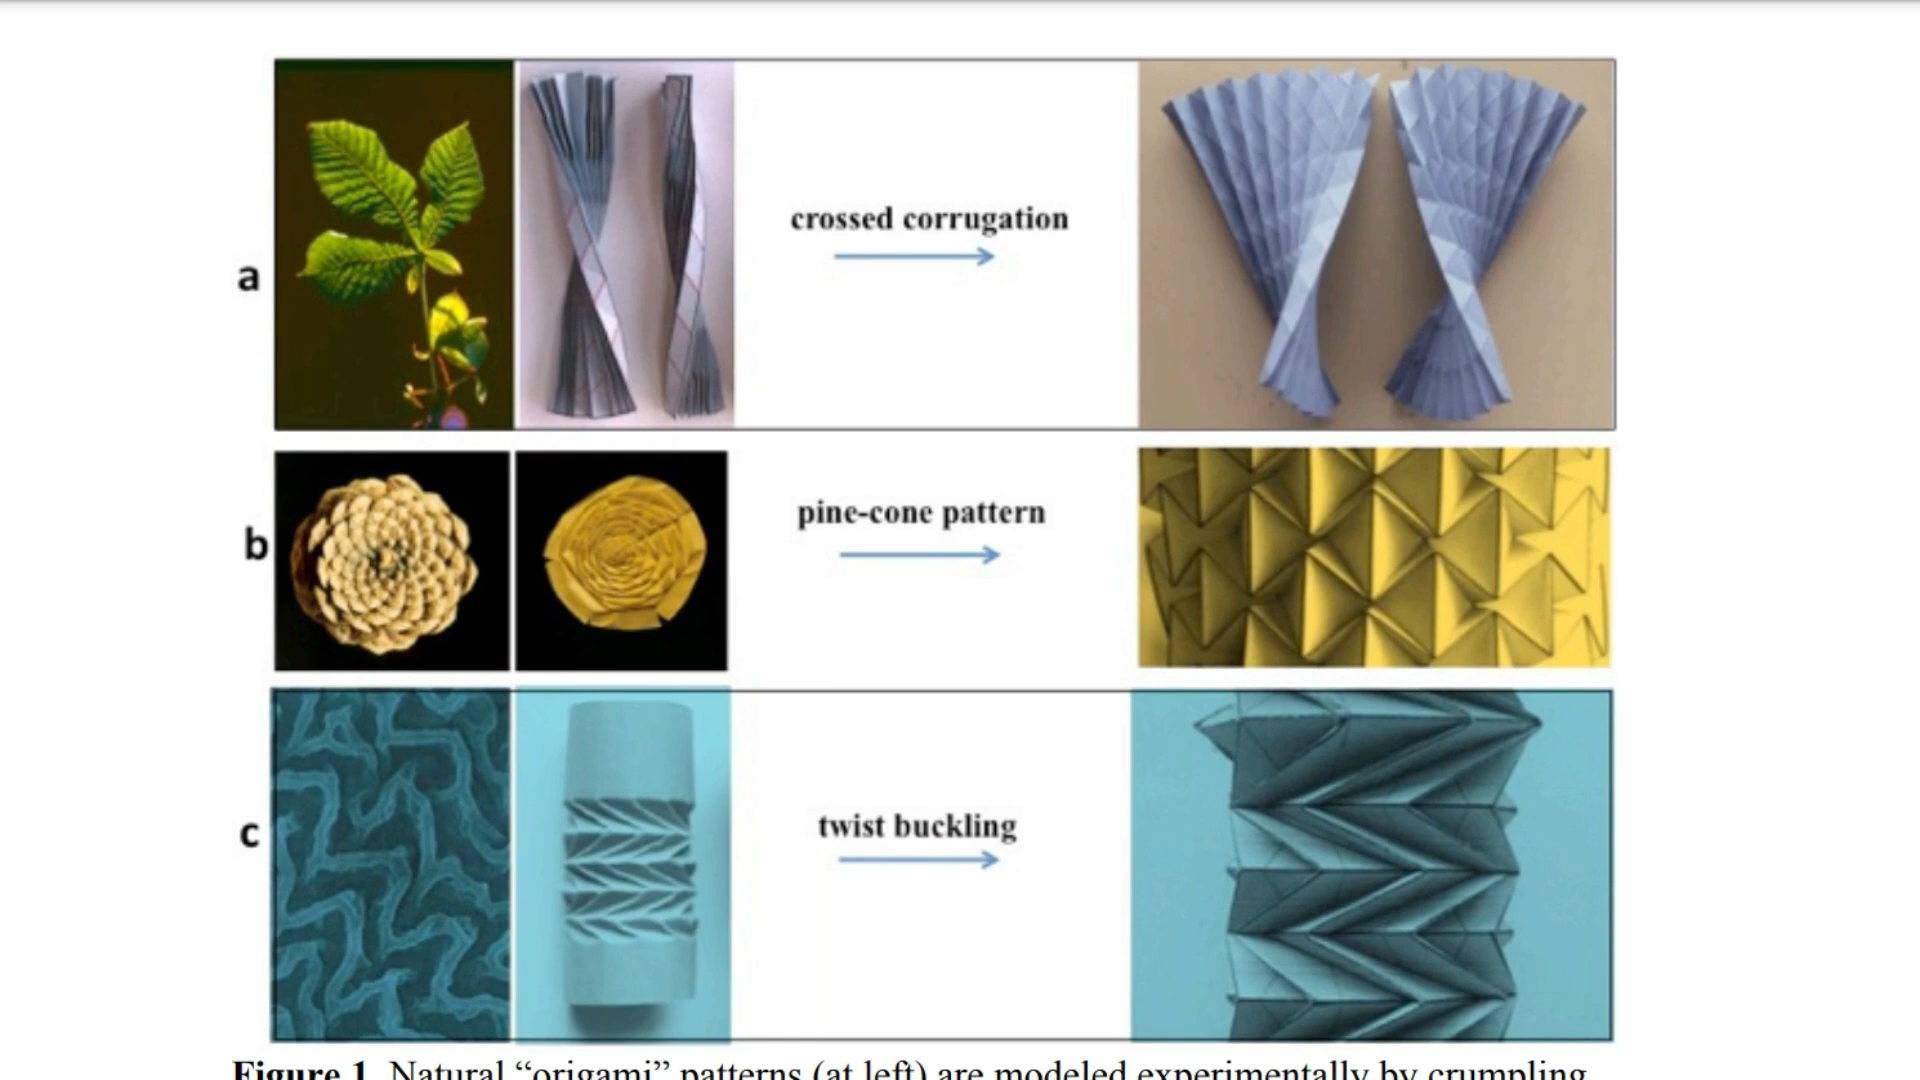 a
crossed corrugation
b
pine-cone pattern
c
twist buckling
Figure 1. Natural “origami” patterns (at left) are modeled experimentally by crumpling